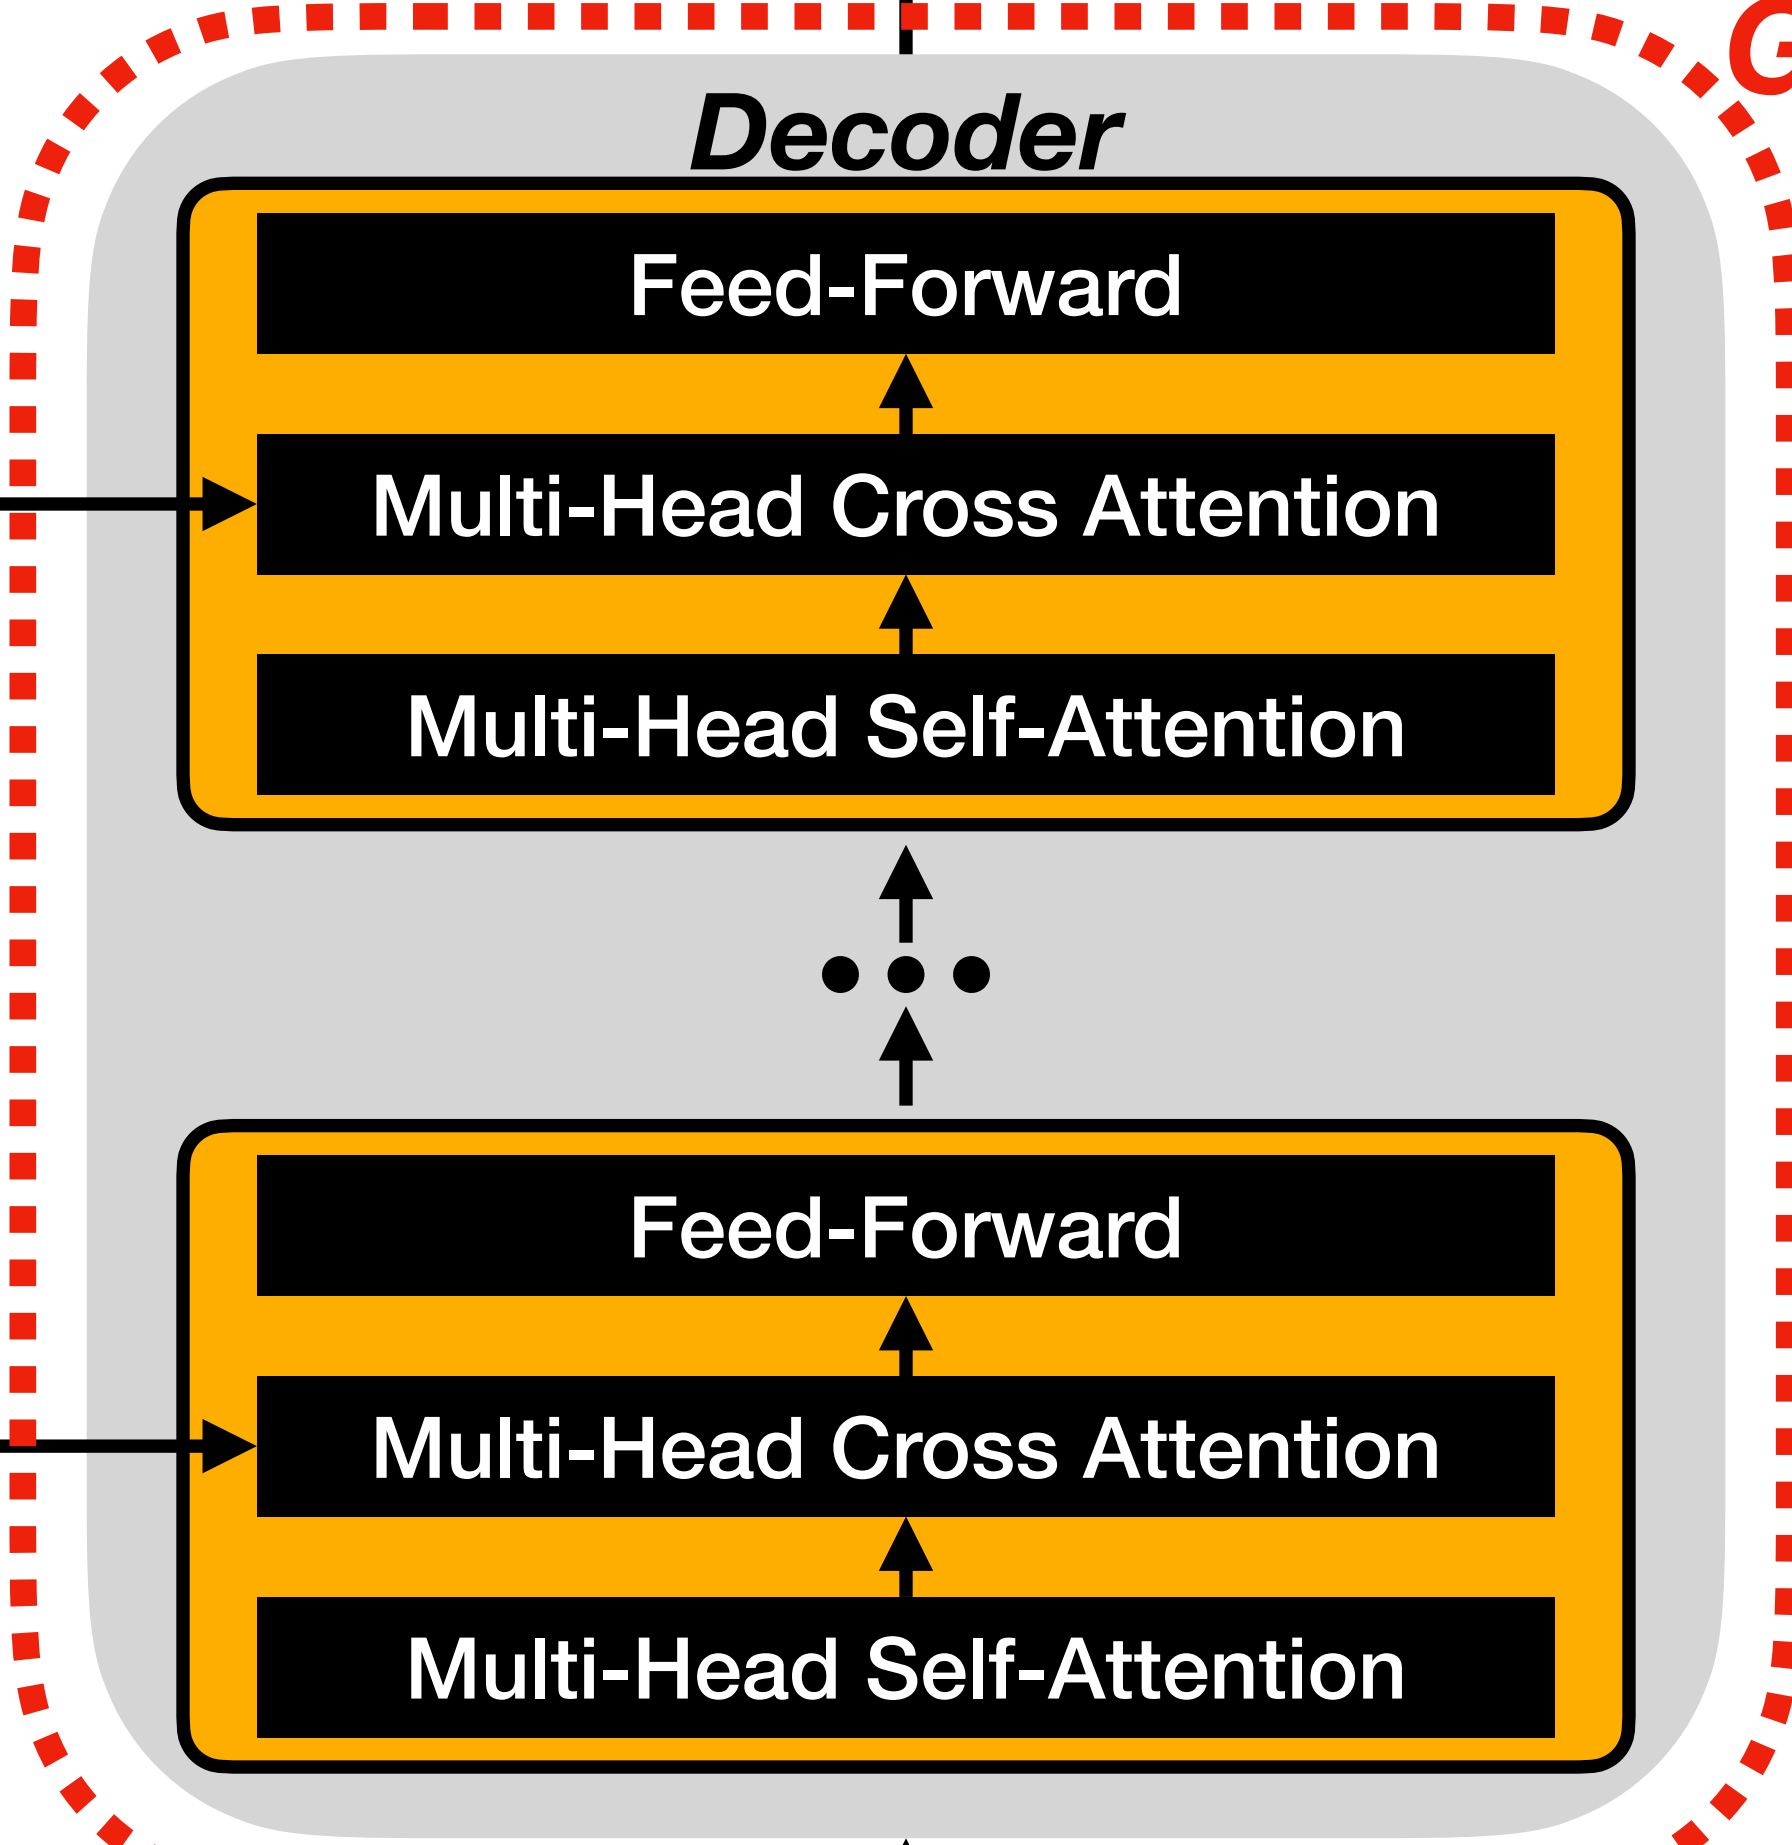 G
Decoder
Feed-Forward
Multi-Head Cross Attention
Multi-Head Self-Attention
Feed-Forward
Multi-Head Cross Attention
Multi-Head Self-Attention